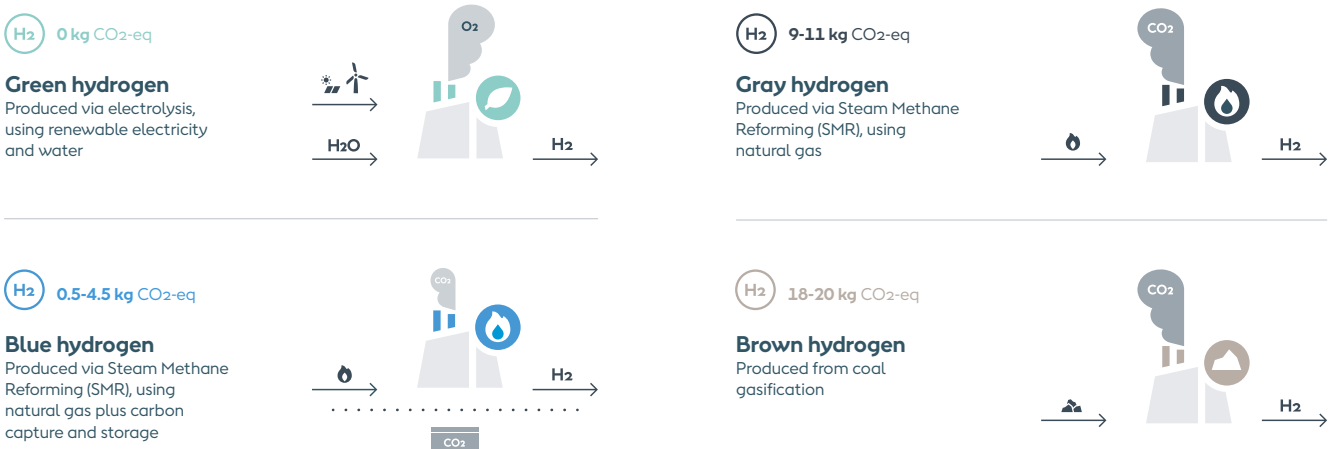 H2 0 kg CO2-eq
Green hydrogen
Produced via electrolysis,
using renewable electricity
and water
O2
H2O
H2
H2 9-11 kg CO2-eq
Gray hydrogen
Produced via Steam Methane
Reforming (SMR), using
natural gas
CO2
H2
H2 0.5-4.5 kg CO2-eq
Blue hydrogen
Produced via Steam Methane
Reforming (SMR), using
natural gas plus carbon
capture and storage
CO2
H2
CO2
H2 18-20 kg CO2-eq
Brown hydrogen
Produced from coal
gasification
CO2
H2